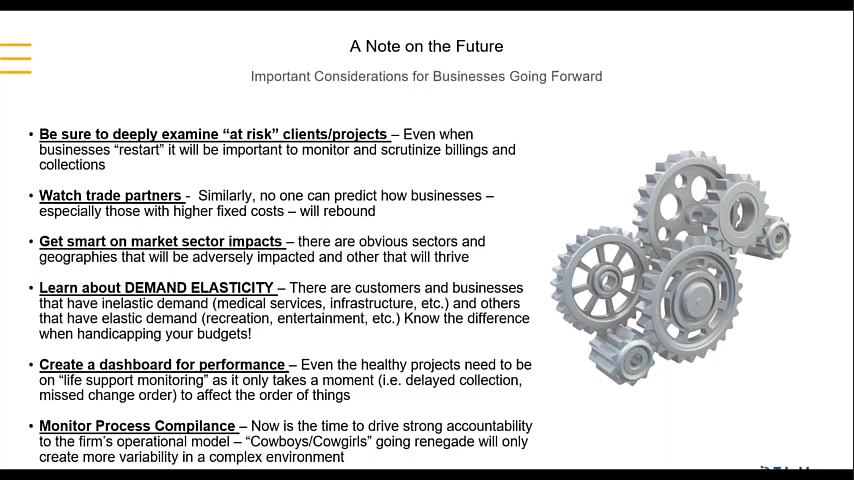 A Note on the Future
Important Considerations for Businesses Going Forward
• Be sure to deeply examine “at risk” clients/projects – Even when
businesses “restart” it will be important to monitor and scrutinize billings and
collections
• Watch trade partners -  Similarly, no one can predict how businesses –
especially those with higher fixed costs – will rebound
• Get smart on market sector impacts – there are obvious sectors and
geographies that will be adversely impacted and other that will thrive
• Learn about DEMAND ELASTICITY – There are customers and businesses
that have inelastic demand (medical services, infrastructure, etc.) and others
that have elastic demand (recreation, entertainment, etc.) Know the difference
when handicapping your budgets!
• Create a dashboard for performance – Even the healthy projects need to be
on “life support monitoring” as it only takes a moment (i.e. delayed collection,
missed change order) to affect the order of things
• Monitor Process Compilance – Now is the time to drive strong accountability
to the firm’s operational model – “Cowboys/Cowgirls” going renegade will only
create more variability in a complex environment